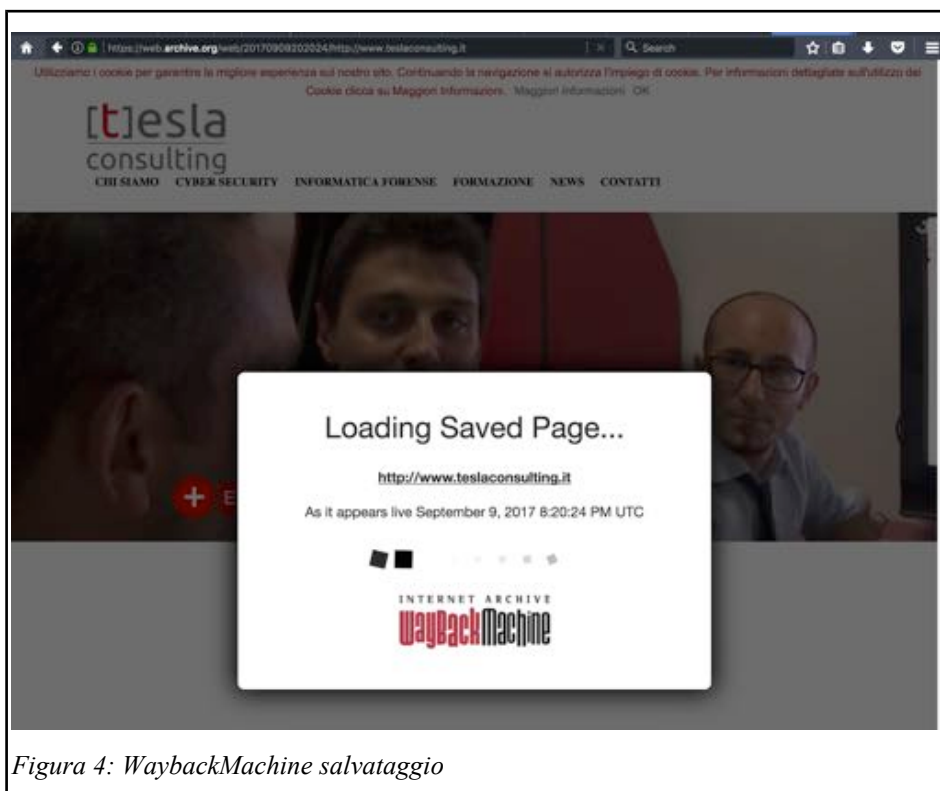 https://web.archive.org/web/20170909202024/http://www.teslaconsulting.it
Search
Utilizziamo i cookie per garantire la migliore esperienza sul nostro sito. Continuando la navigazione si autorizza l'impiego di cookie. Per informazioni dettagliate sull'utilizzo dei
Cookie clicca su Maggiori Informazioni. Maggiori informazioni OK
[t]esla
consulting
CHI SIAMO CYBER SECURITY INFORMATICA FORENSE FORMAZIONE NEWS CONTATTI
E
Loading Saved Page...
http://www.teslaconsulting.it
As it appears live September 9, 2017 8:20:24 PM UTC
INTERNET ARCHIVE
WayBackMachine
Figura 4: WaybackMachine salvataggio